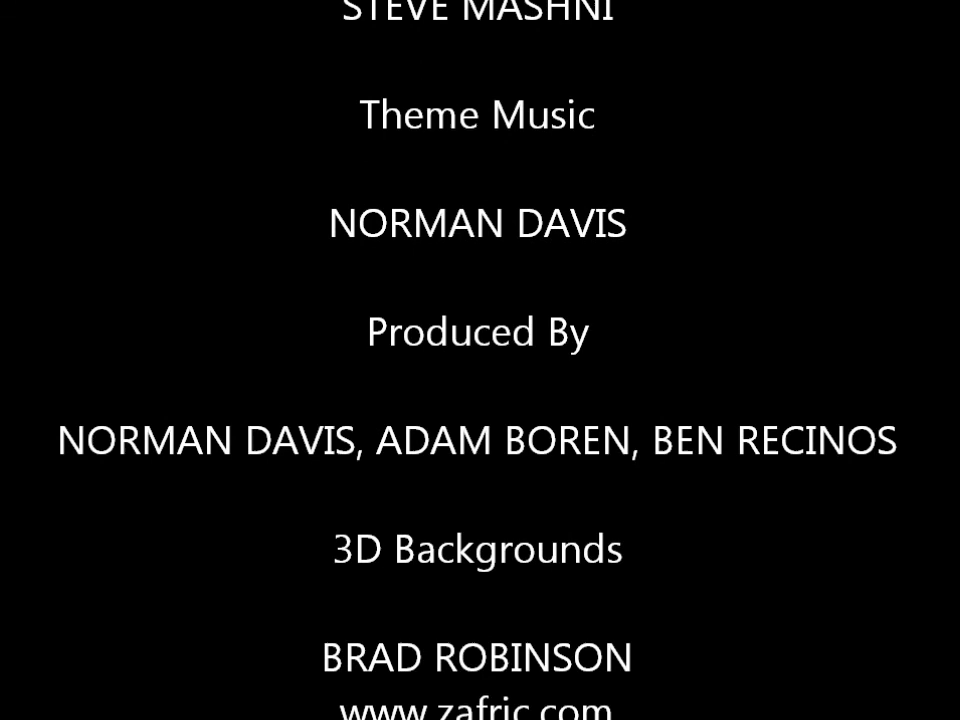 STEVE MASHNI
Theme Music
NORMAN DAVIS
Produced By
NORMAN DAVIS, ADAM BOREN, BEN RECINOS
3D Backgrounds
BRAD ROBINSON
www.zafric.com